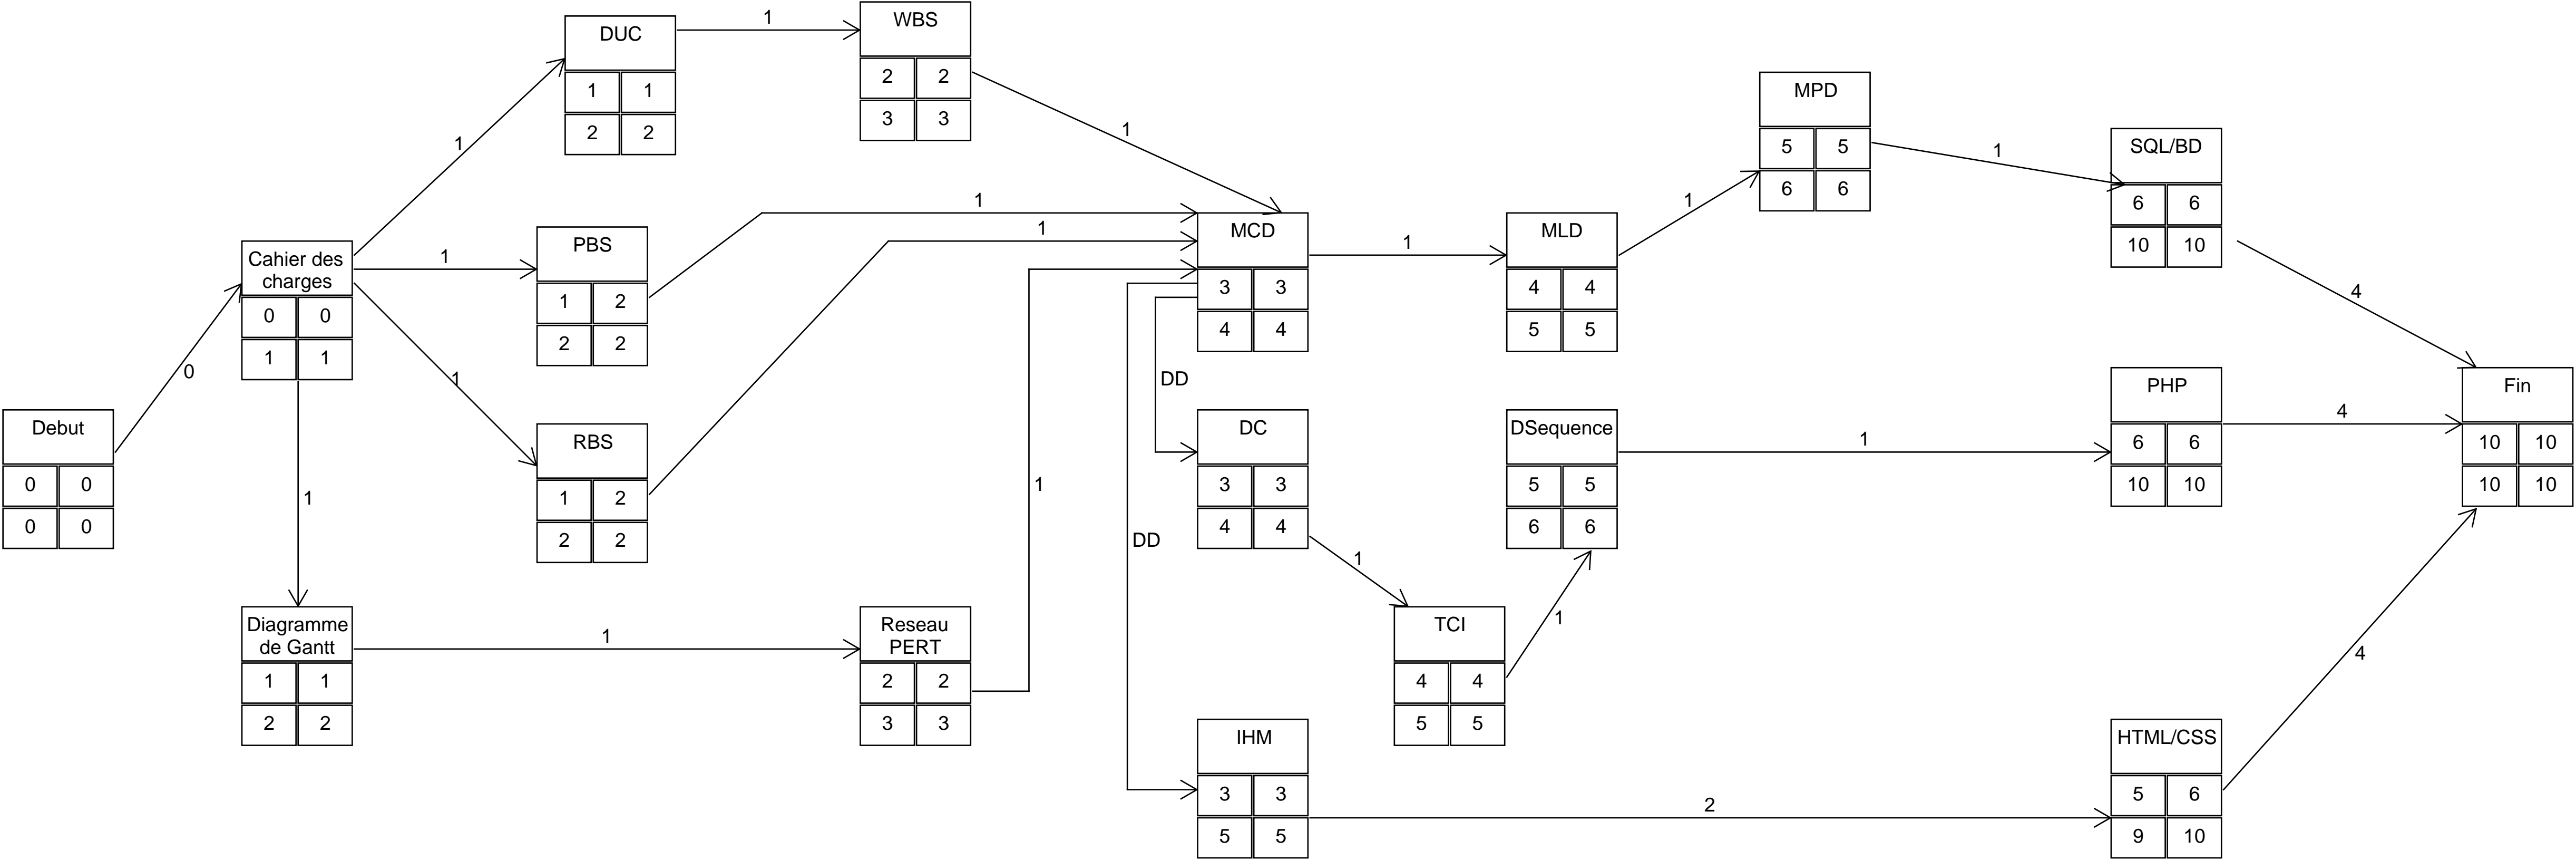 DUC
1 1
2 2
1
WBS
2 2
3 3
1
MPD
5 5
6 6
1
SQL/BD
6 6
10 10
4
1
PBS
1 2
2 2
1
1
MCD
3 3
4 4
1
MLD
4 4
5 5
1
Cahier des
charges
0 0
1 1
1
0
1
1
Debut
0 0
0 0
RBS
1 2
2 2
1
DD
DD
DC
3 3
4 4
1
DSequence
5 5
6 6
1
PHP
6 6
10 10
4
Fin
10 10
10 10
Diagramme
de Gantt
1 1
2 2
1
Reseau
PERT
2 2
3 3
TCI
4 4
5 5
1
4
IHM
3 3
5 5
2
HTML/CSS
5 6
9 10